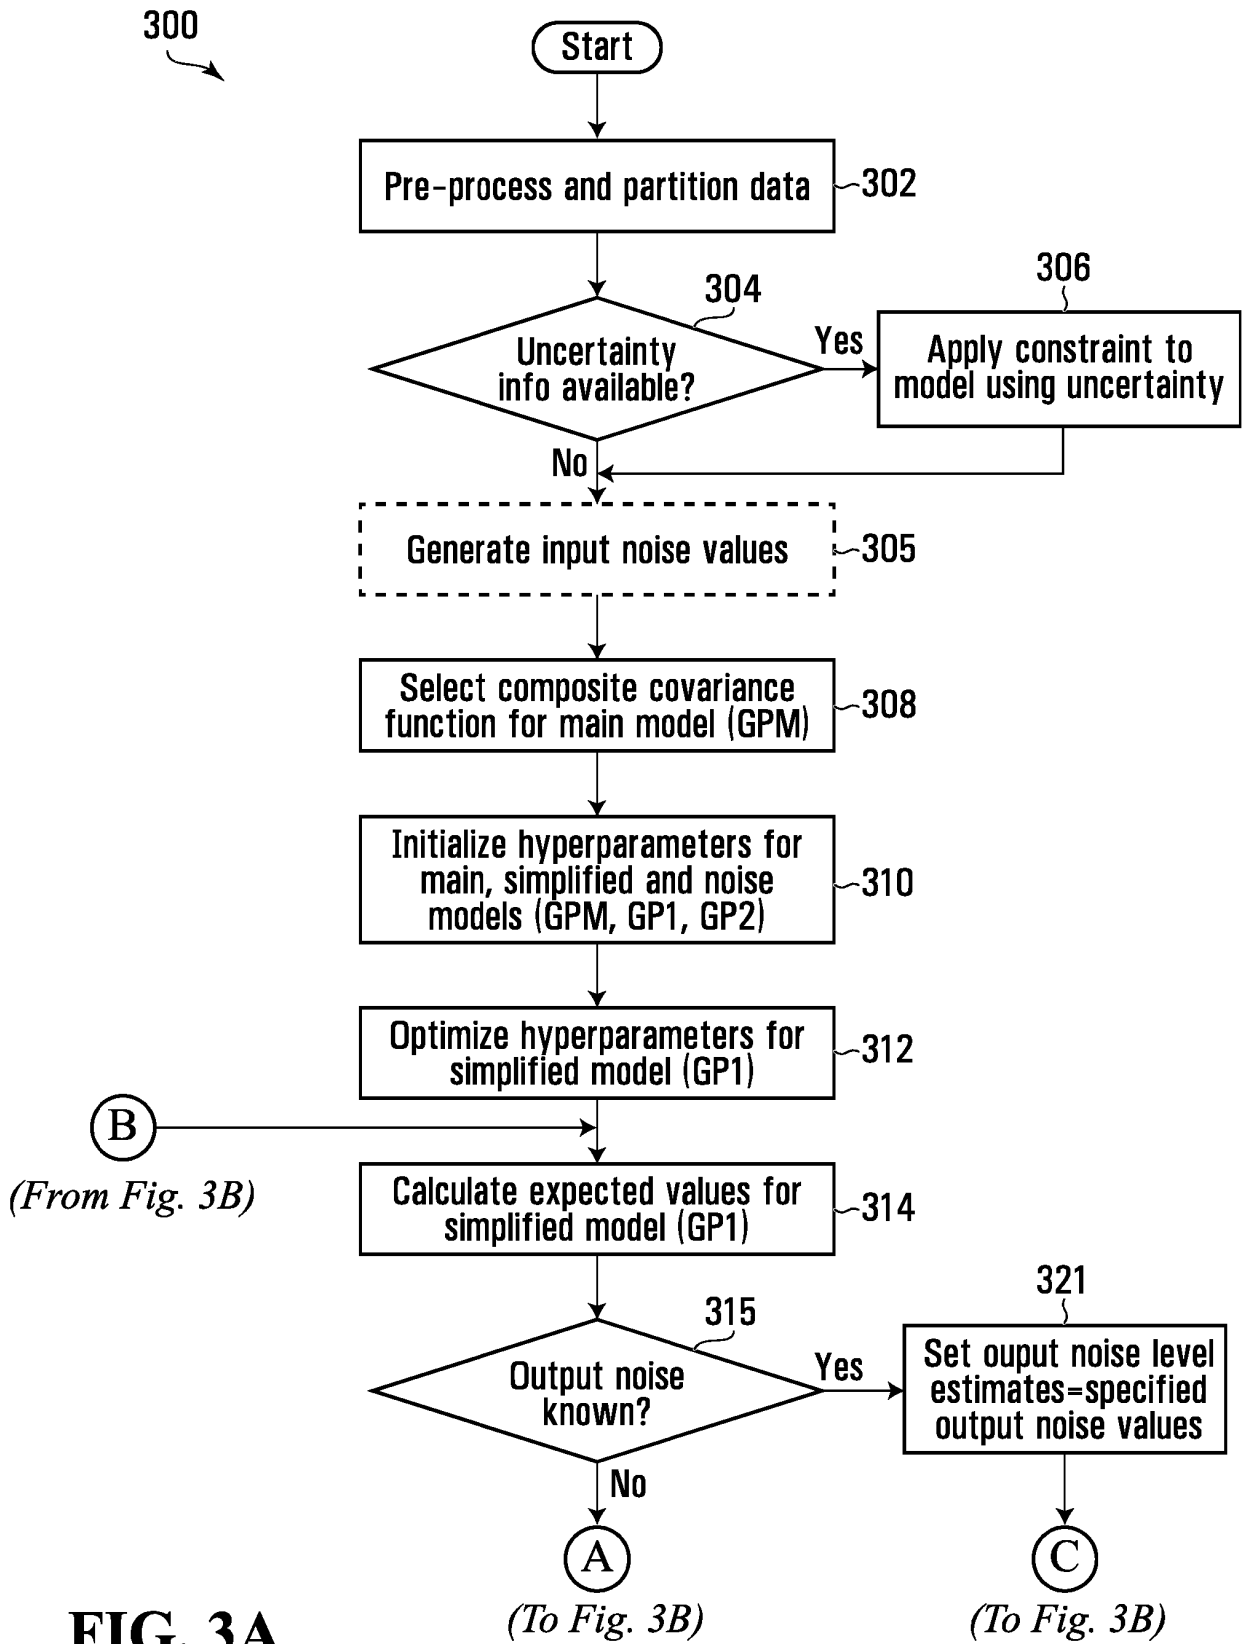 300
Start
Pre-process and partition data
302
304
Uncertainty
info available?
Yes
306
Apply constraint to
model using uncertainty
No
Generate input noise values
305
Select composite covariance
function for main model (GPM)
308
Initialize hyperparameters for
main, simplified and noise
models (GPM, GP1, GP2)
310
Optimize hyperparameters for
simplified model (GP1)
312
B
(From Fig. 3B)
Calculate expected values for
simplified model (GP1)
314
315
Output noise
known?
Yes
321
Set ouput noise level
estimates=specified
output noise values
No
A
(To Fig. 3B)
C
(To Fig. 3B)
FIG. 3A